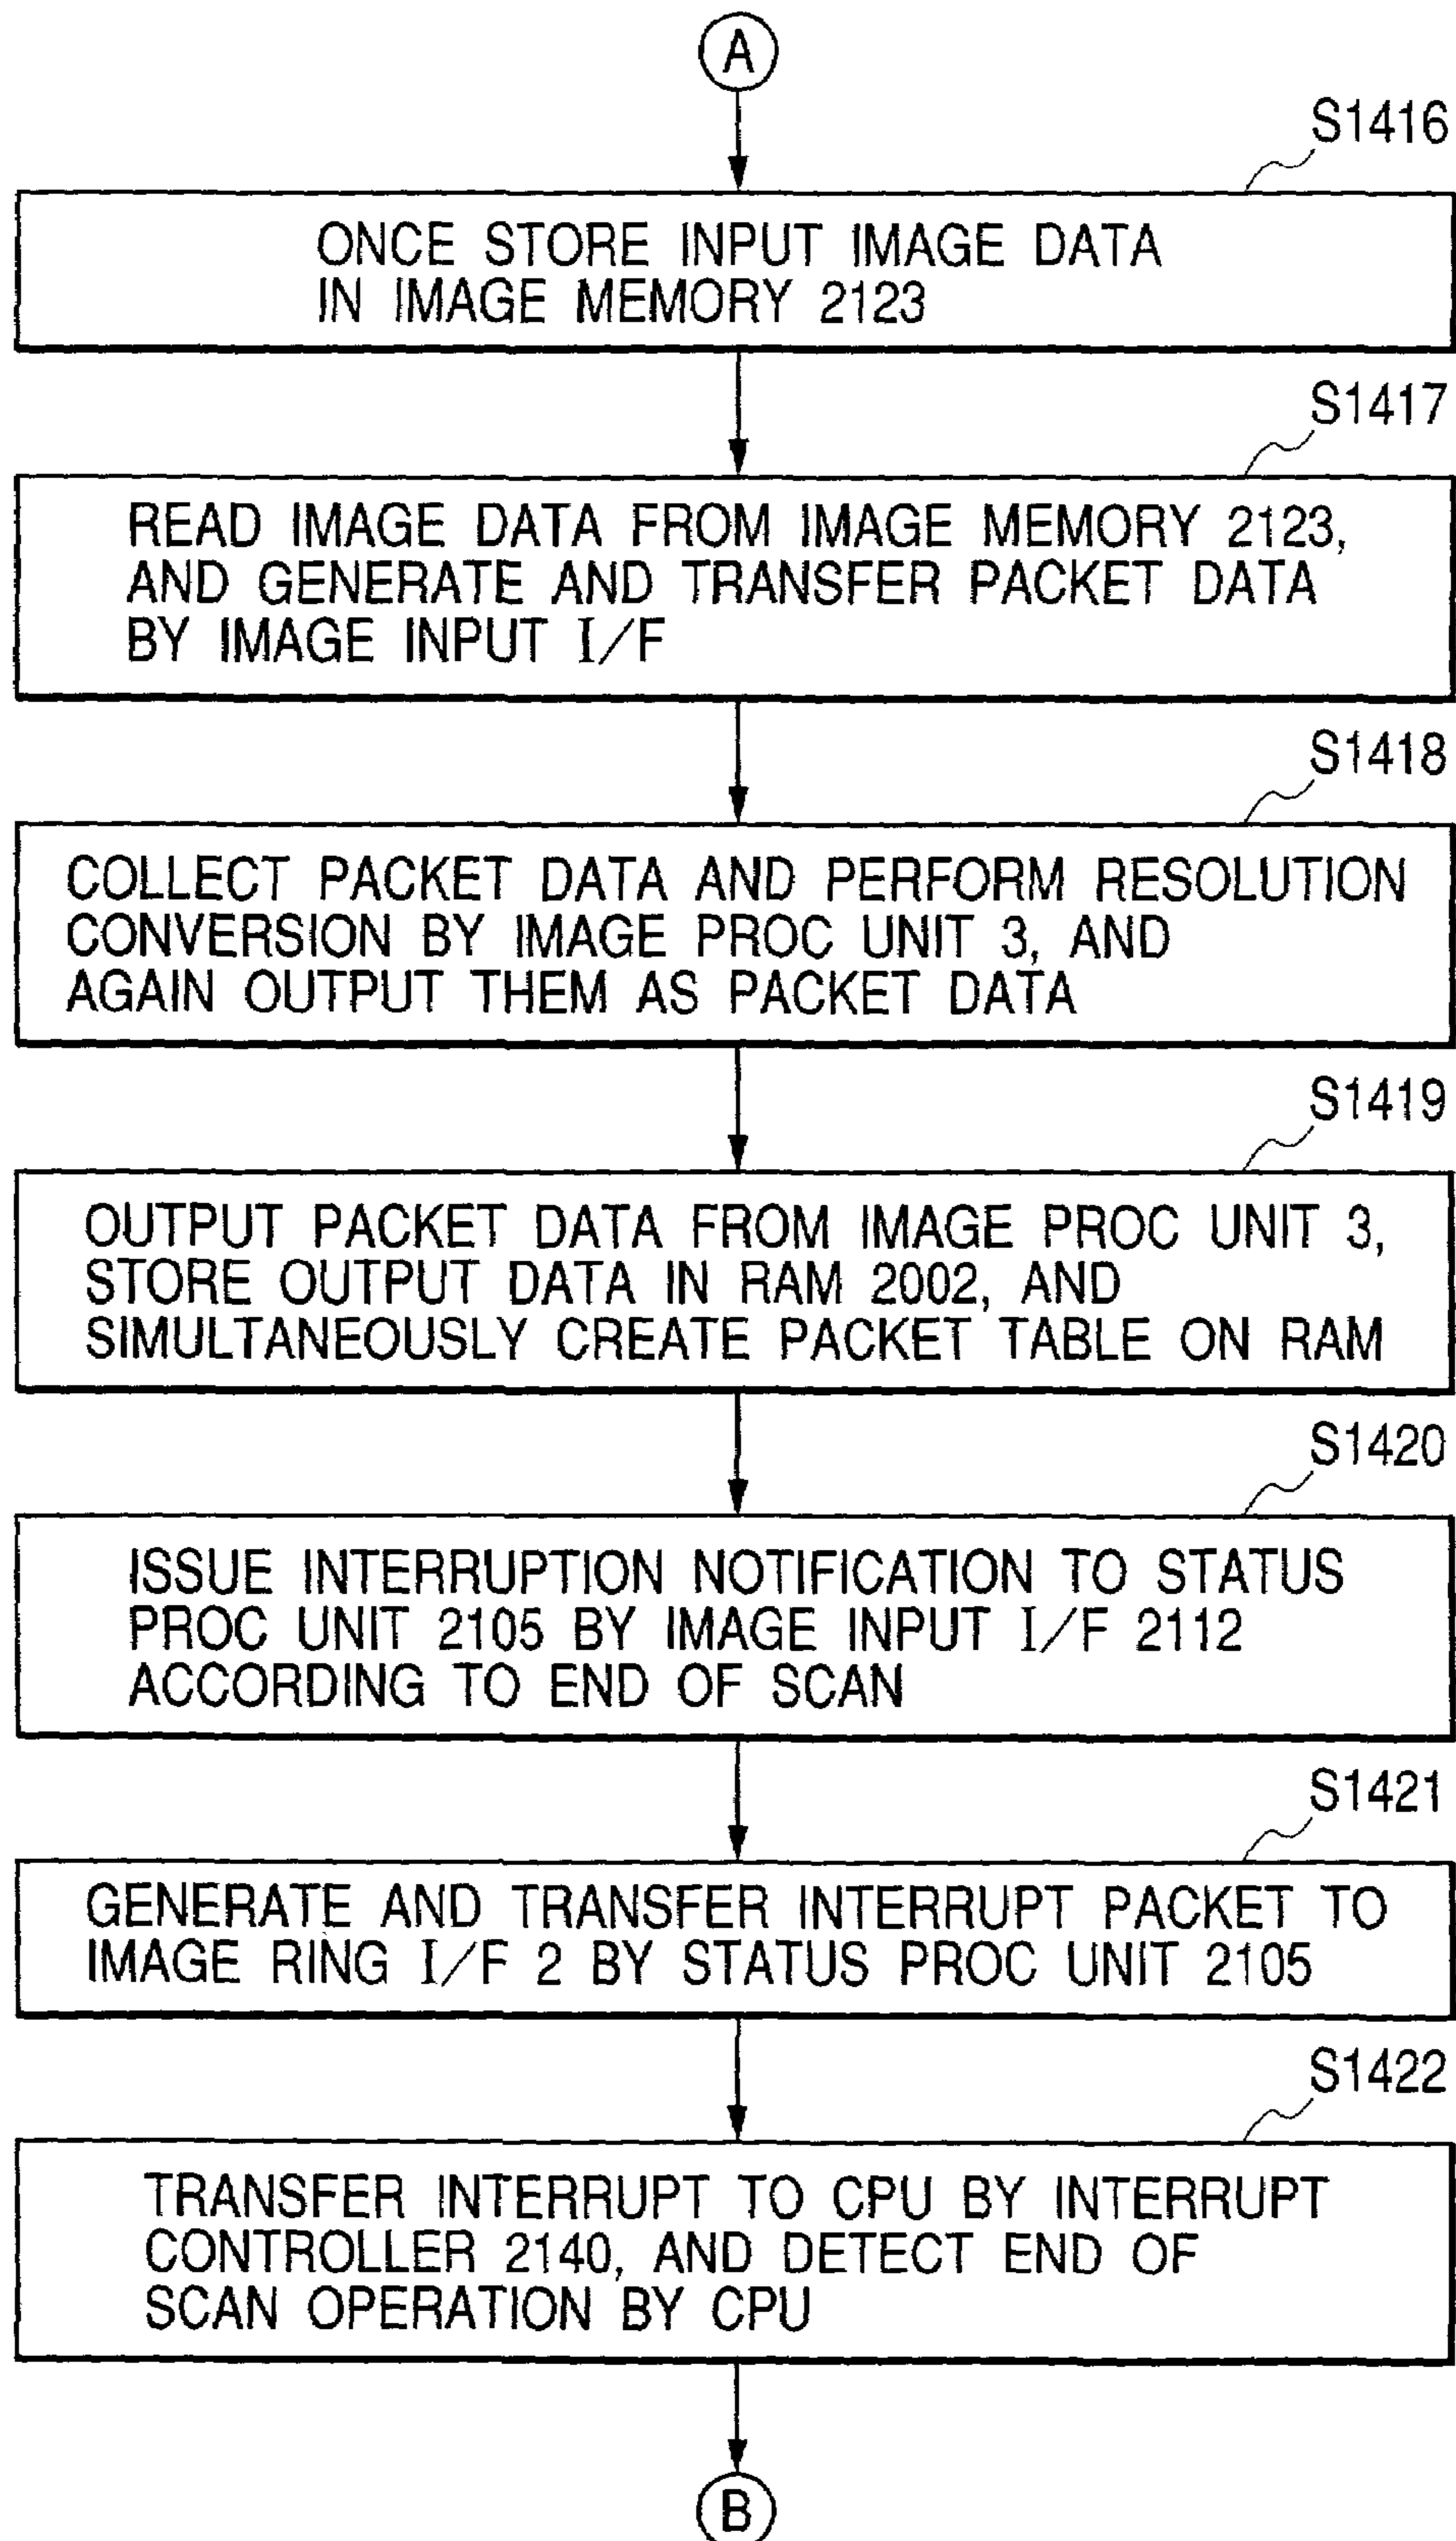 A
S1416
ONCE STORE INPUT IMAGE DATA
IN IMAGE MEMORY 2123
S1417
READ IMAGE DATA FROM IMAGE MEMORY 2123,
AND GENERATE AND TRANSFER PACKET DATA
BY IMAGE INPUT I/F
S1418
COLLECT PACKET DATA AND PERFORM RESOLUTION
CONVERSION BY IMAGE PROC UNIT 3, AND
AGAIN OUTPUT THEM AS PACKET DATA
S1419
OUTPUT PACKET DATA FROM IMAGE PROC UNIT 3,
STORE OUTPUT DATA IN RAM 2002, AND
SIMULTANEOUSLY CREATE PACKET TABLE ON RAM
S1420
ISSUE INTERRUPTION NOTIFICATION TO STATUS
PROC UNIT 2105 BY IMAGE INPUT I/F 2112
ACCORDING TO END OF SCAN
S1421
GENERATE AND TRANSFER INTERRUPT PACKET TO
IMAGE RING I/F 2 BY STATUS PROC UNIT 2105
S1422
TRANSFER INTERRUPT TO CPU BY INTERRUPT
CONTROLLER 2140, AND DETECT END OF
SCAN OPERATION BY CPU
B